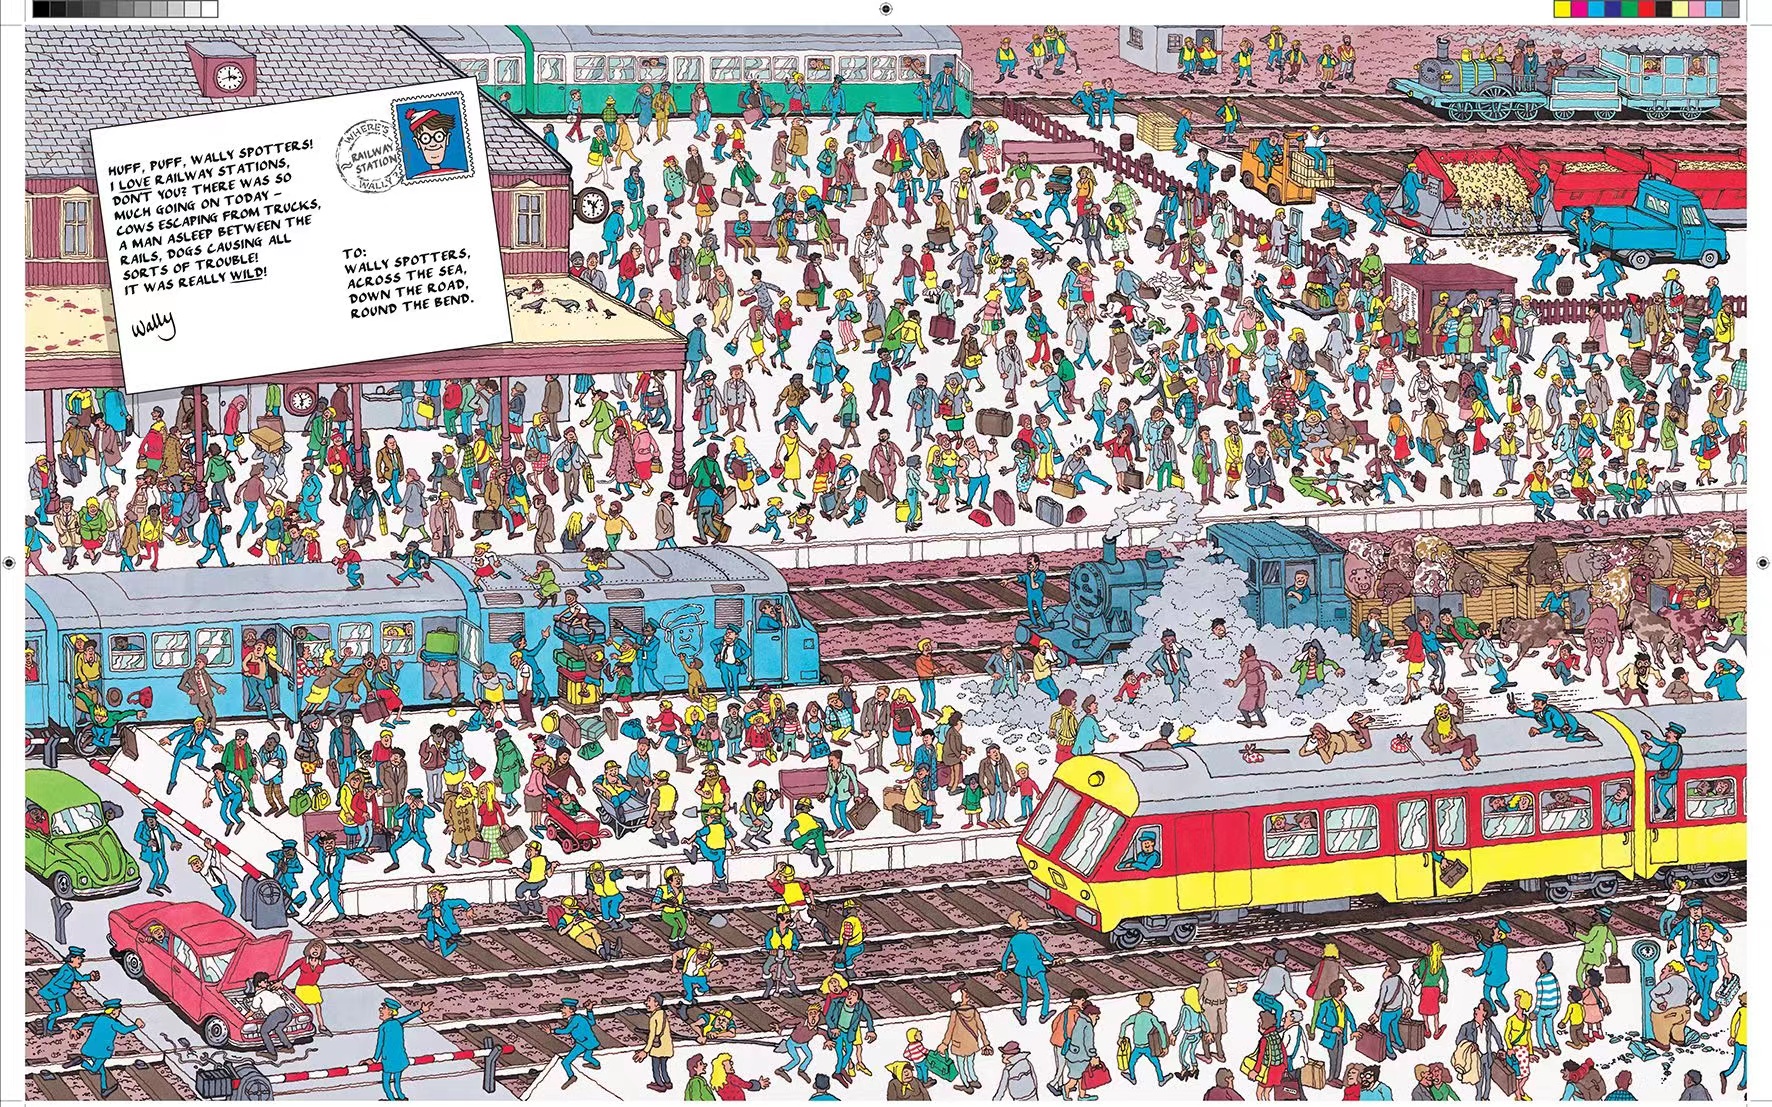 HUFF, PUFF, WALLY SPOTTERS!
I LOVE RAILWAY STATIONS,
DON'T YOU? THERE WAS SO
MUCH GOING ON TODAY -
COWS ESCAPING FROM TRUCKS,
A MAN ASLEEP BETWEEN THE
RAILS, DOGS CAUSING ALL
SORTS OF TROUBLE!
IT WAS REALLY WILD!
Wally
WHERE'S
RAILWAY
STATION
WALLY
TO:
WALLY SPOTTERS,
ACROSS THE SEA,
DOWN THE ROAD,
ROUND THE BEND.